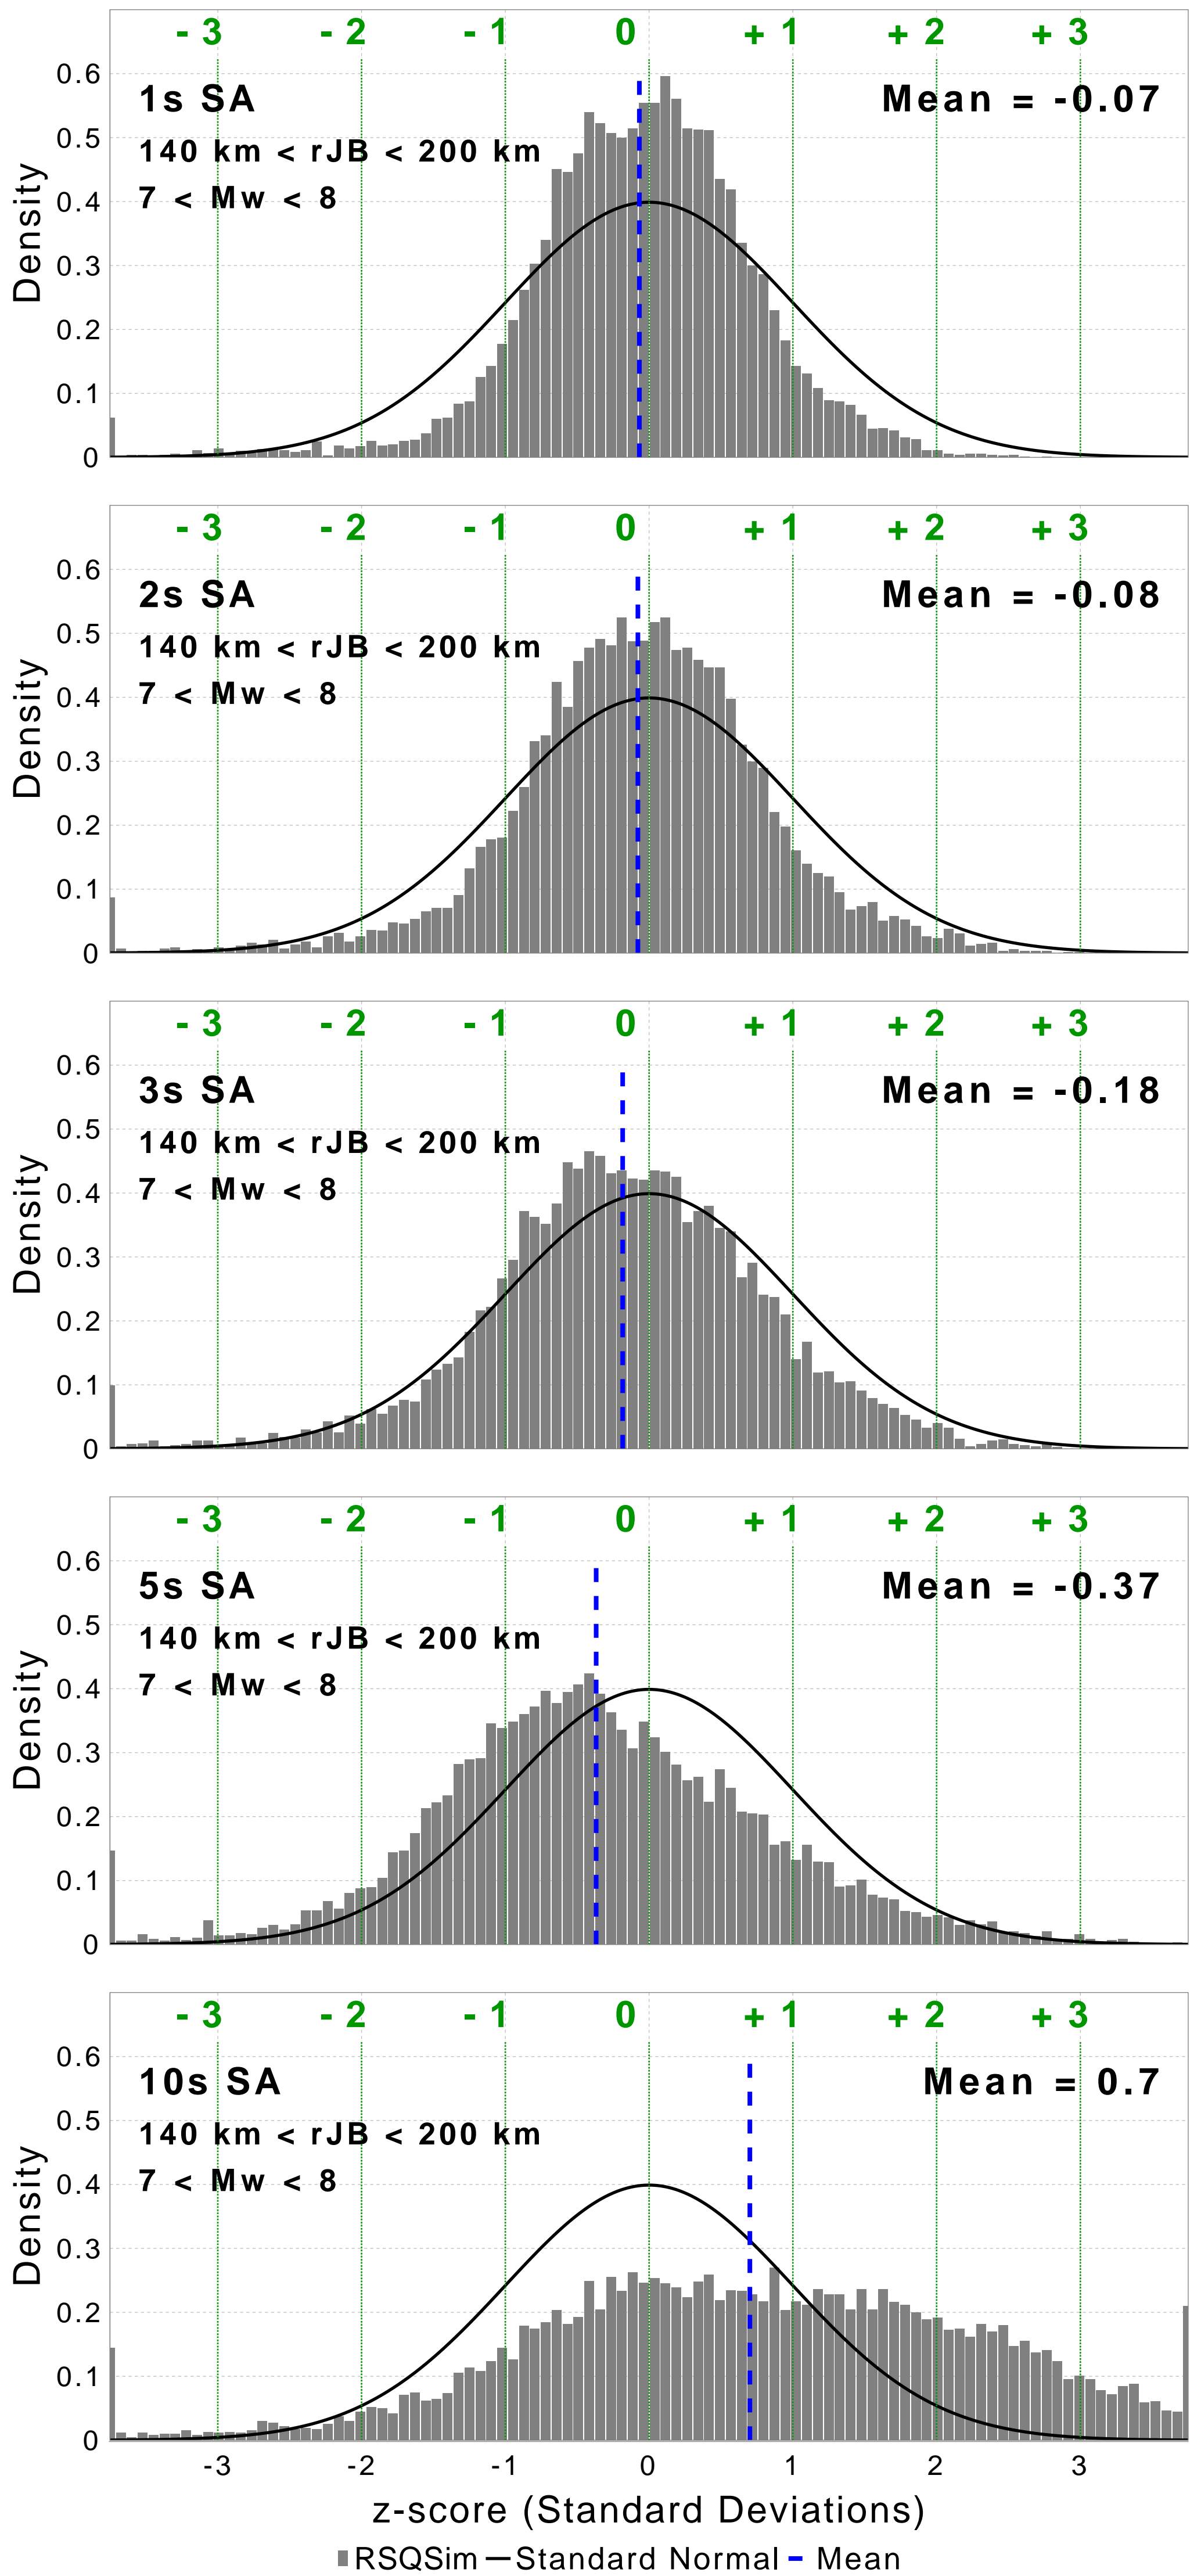 - 3 - 2 - 1 0 + 1 + 2 + 3
1s SA Mean = -0.07
140 km < rJB < 200 km
7 < Mw < 8
0.6
0.5
0.4
0.3
0.2
0.1
0
Density
- 3 - 2 - 1 0 + 1 + 2 + 3
2s SA Mean = -0.08
140 km < rJB < 200 km
7 < Mw < 8
0.6
0.5
0.4
0.3
0.2
0.1
0
Density
- 3 - 2 - 1 0 + 1 + 2 + 3
3s SA Mean = -0.18
140 km < rJB < 200 km
7 < Mw < 8
0.6
0.5
0.4
0.3
0.2
0.1
0
Density
- 3 - 2 - 1 0 + 1 + 2 + 3
5s SA Mean = -0.37
140 km < rJB < 200 km
7 < Mw < 8
0.6
0.5
0.4
0.3
0.2
0.1
0
Density
- 3 - 2 - 1 0 + 1 + 2 + 3
10s SA Mean = 0.7
140 km < rJB < 200 km
7 < Mw < 8
0.6
0.5
0.4
0.3
0.2
0.1
0
Density
-3 -2 -1 0 1 2 3
z-score (Standard Deviations)
RSQSim Standard Normal Mean